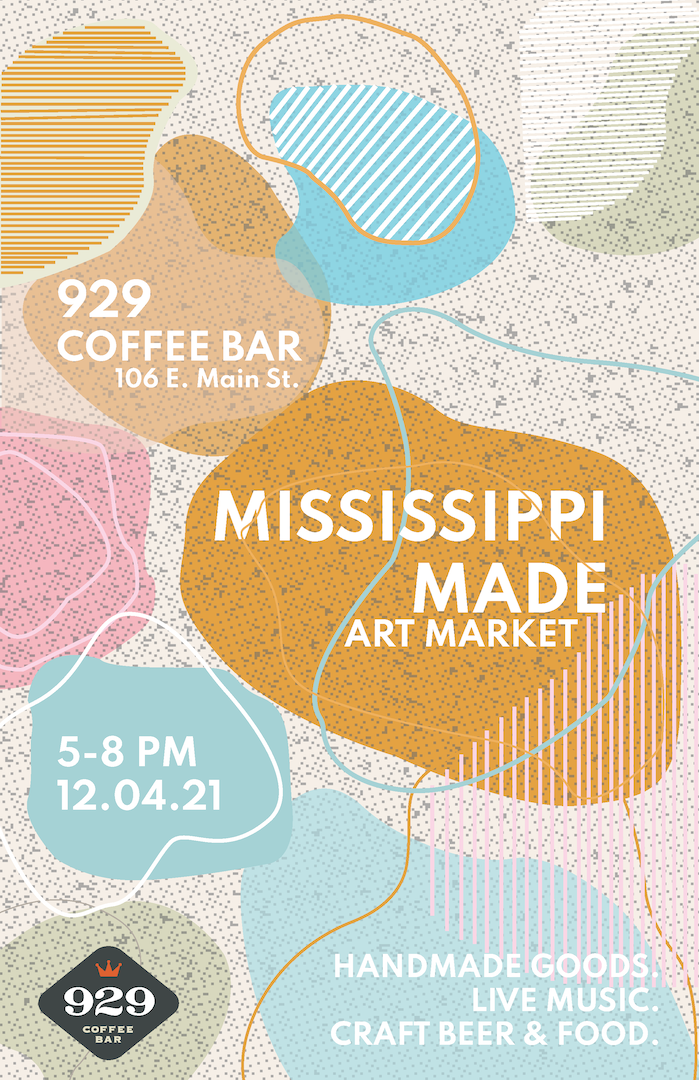 929
COFFEE BAR
106 E. Main St.
MISSISSIPPI
MADE
ART MARKET
5-8 PM
12.04.21
HANDMADE GOODS.
LIVE MUSIC.
CRAFT BEER & FOOD.
929
COFFEE
BAR